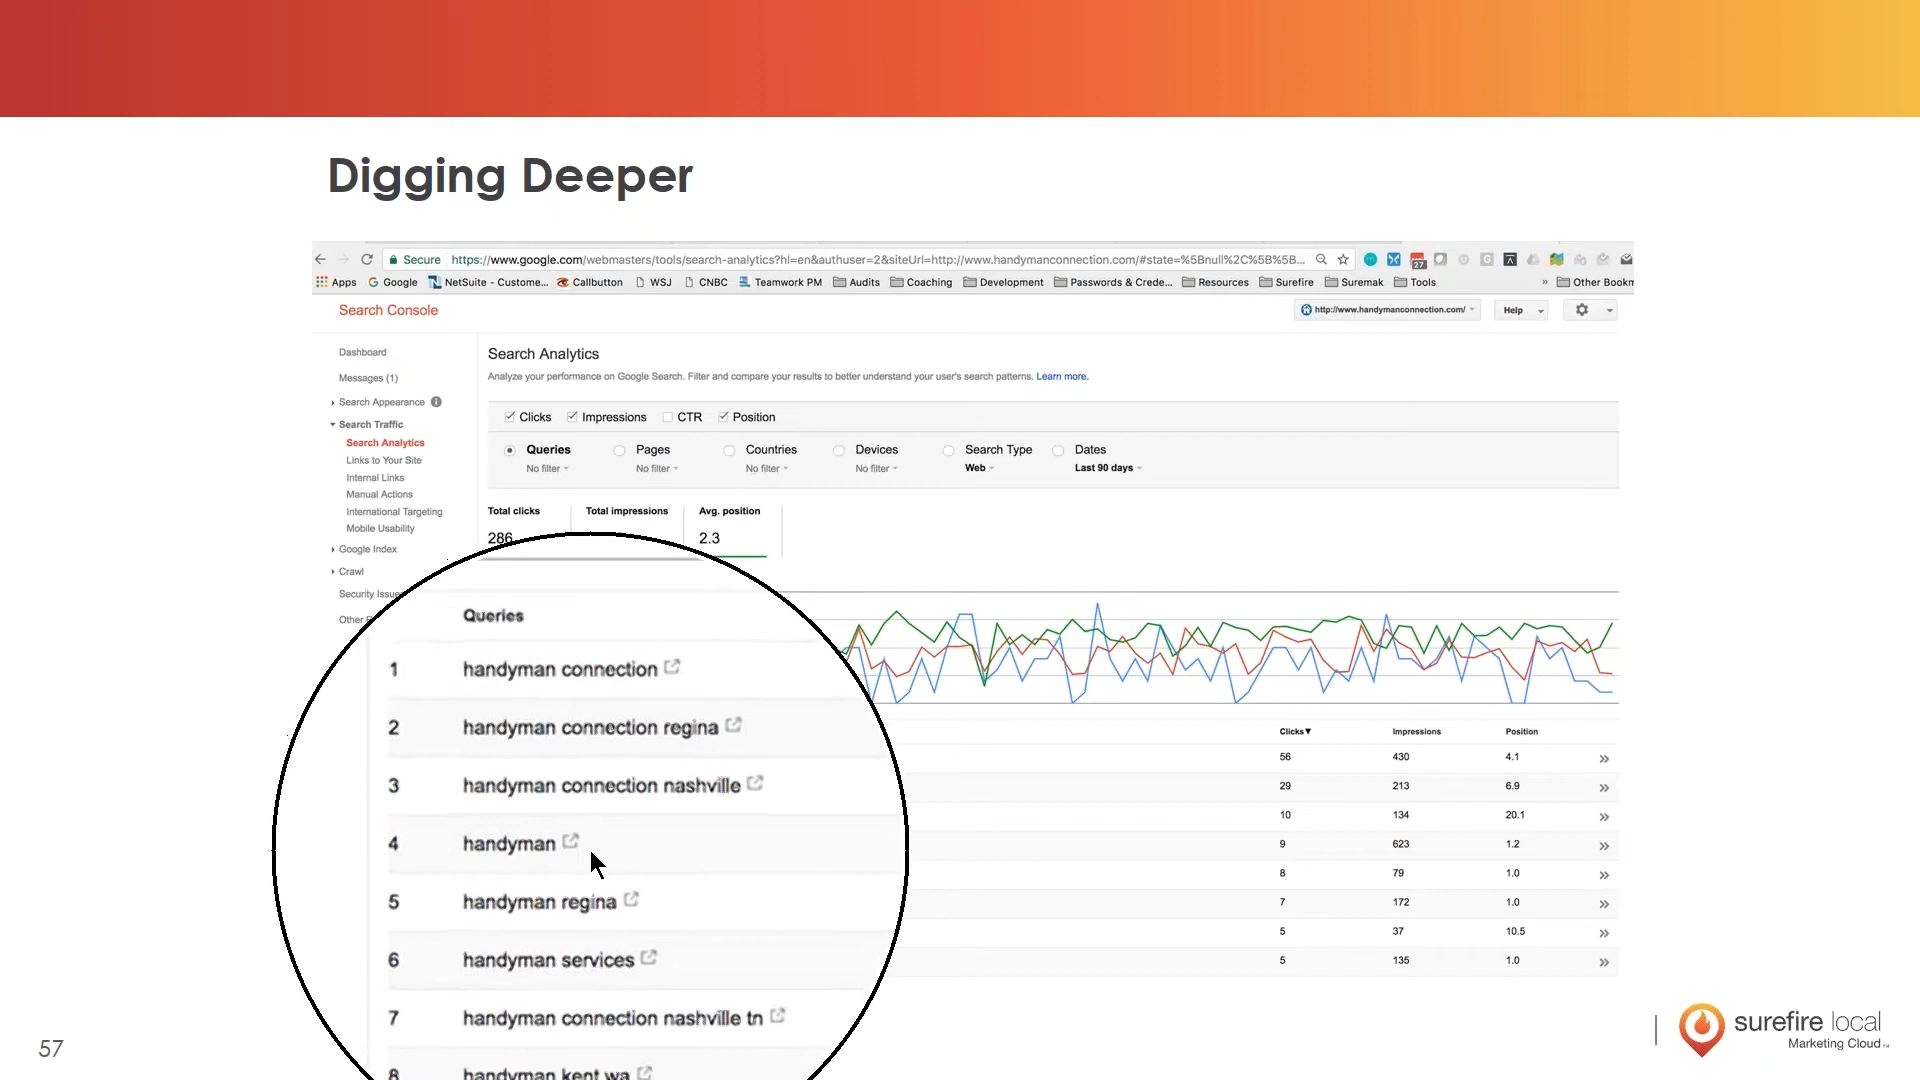 Digging Deeper
Secure https://www.google.com/webmasters/tools/search-analytics?hl=en&authuser=2&siteUrl=http://www.handymanconnection.com/#state=%5Bnull%2C%5B%5B...
27
Apps Google NetSuite - Custome... Callbutton WSJ CNBC Teamwork PM Audits Coaching Development Passwords & Crede... Resources Surefire Suremak Tools » Other Bookm
Search Console
http://www.handymanconnection.com/ Help
Dashboard
Messages (1)
Search Appearance
Search Traffic
Search Analytics
Links to Your Site
Internal Links
Manual Actions
International Targeting
Mobile Usability
Google Index
Crawl
Security Issue
Other
Search Analytics
Analyze your performance on Google Search. Filter and compare your results to better understand your user's search patterns. Learn more.
Clicks Impressions CTR Position
Queries Pages Countries Devices Search Type Dates
No filter No filter No filter No filter Web Last 90 days
Total clicks Total impressions Avg. position
286 2.3
Queries
1 handyman connection
2 handyman connection regina
3 handyman connection nashville
4 handyman
5 handyman regina
6 handyman services
7 handyman connection nashville tn
8 handyman kent wa
Clicks▼ Impressions Position
56 430 4.1 »
29 213 6.9 »
10 134 20.1 »
9 623 1.2 »
8 79 1.0 »
7 172 1.0 »
5 37 10.5 »
5 135 1.0 »
57
surefire local
Marketing Cloud™